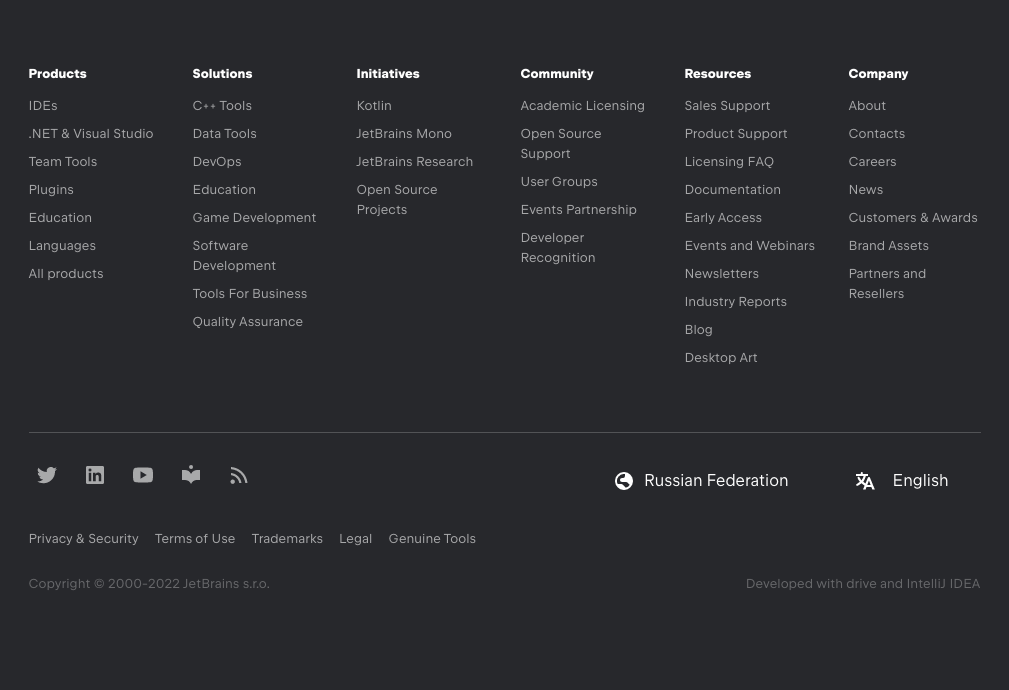 Products
IDEs
.NET & Visual Studio
Team Tools
Plugins
Education
Languages
All products
Solutions
C++ Tools
Data Tools
DevOps
Education
Game Development
Software
Development
Tools For Business
Quality Assurance
Initiatives
Kotlin
JetBrains Mono
JetBrains Research
Open Source
Projects
Community
Academic Licensing
Open Source
Support
User Groups
Events Partnership
Developer
Recognition
Resources
Sales Support
Product Support
Licensing FAQ
Documentation
Early Access
Events and Webinars
Newsletters
Industry Reports
Blog
Desktop Art
Company
About
Contacts
Careers
News
Customers & Awards
Brand Assets
Partners and
Resellers
Russian Federation
English
Privacy & Security Terms of Use Trademarks Legal Genuine Tools
Copyright © 2000-2022 JetBrains s.r.o.
Developed with drive and IntelliJ IDEA